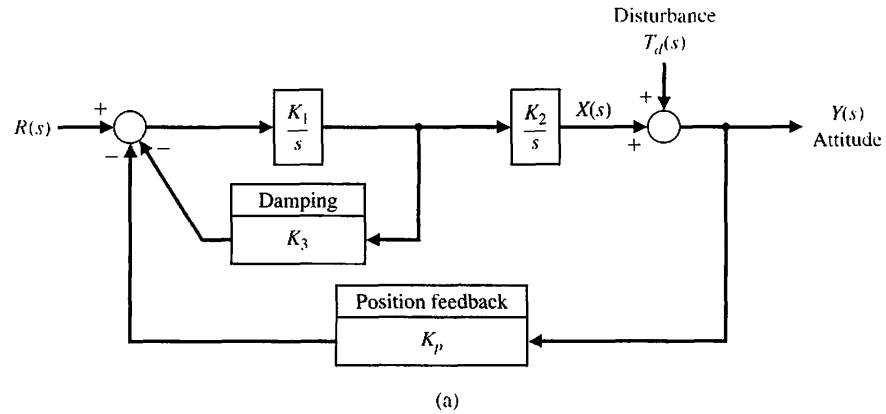 Disturbance
T_d(s)
+
R(s)
+
K_1
s
K_2
s
X(s)
+
Y(s)
Attitude
−
−
Damping
K_3
Position feedback
K_p
(a)